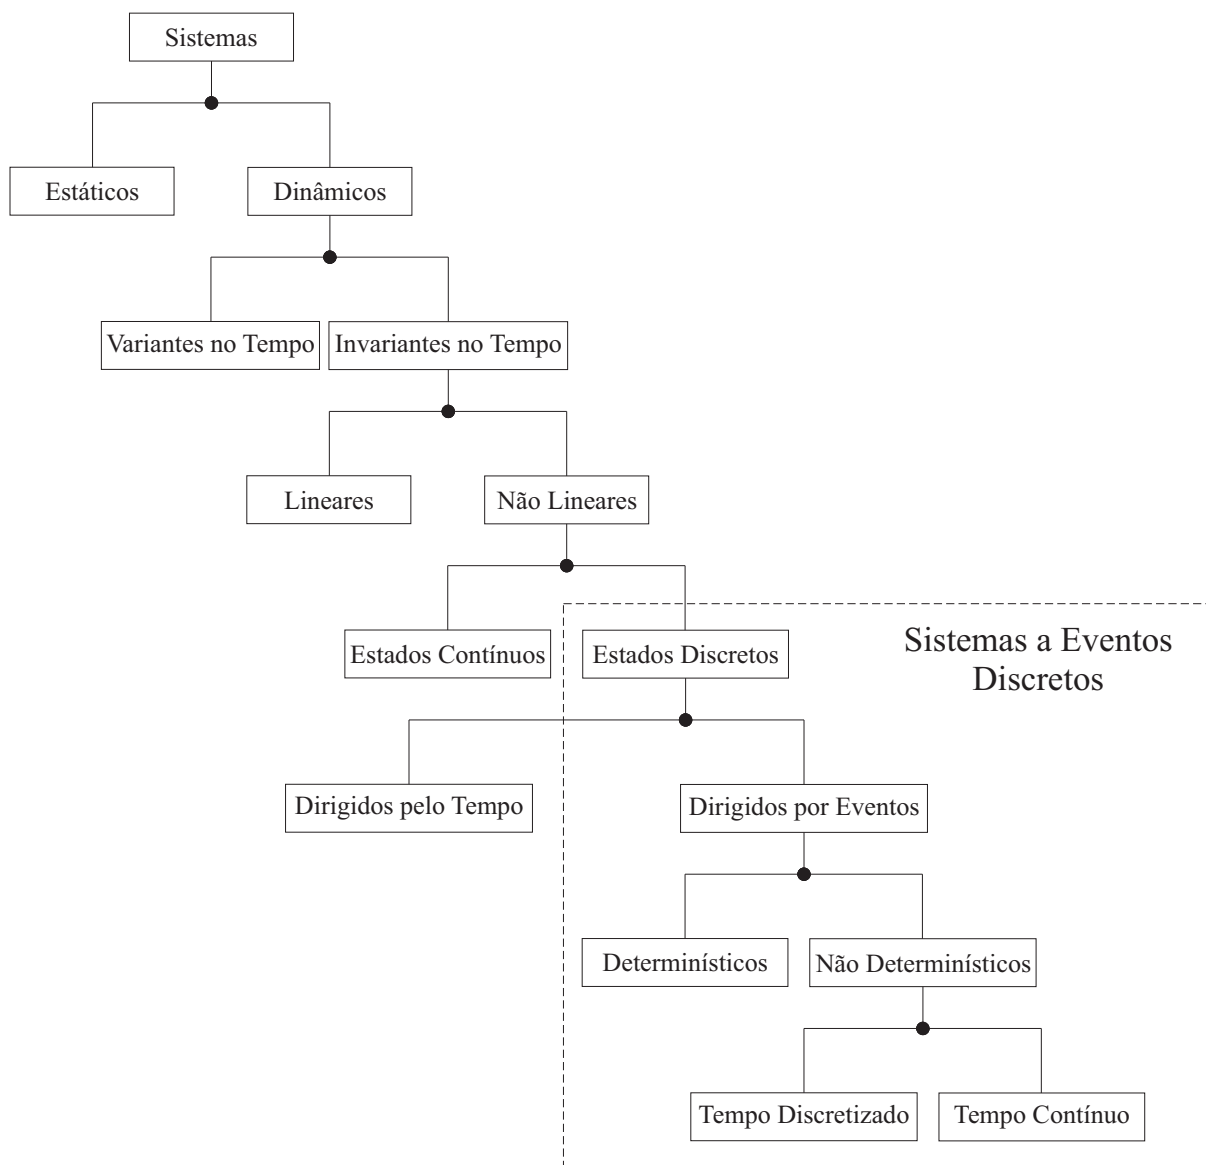 Sistemas
Estáticos
Dinâmicos
Variantes no Tempo
Invariantes no Tempo
Lineares
Não Lineares
Estados Contínuos
Estados Discretos
Sistemas a Eventos
Discretos
Dirigidos pelo Tempo
Dirigidos por Eventos
Determinísticos
Não Determinísticos
Tempo Discretizado
Tempo Contínuo